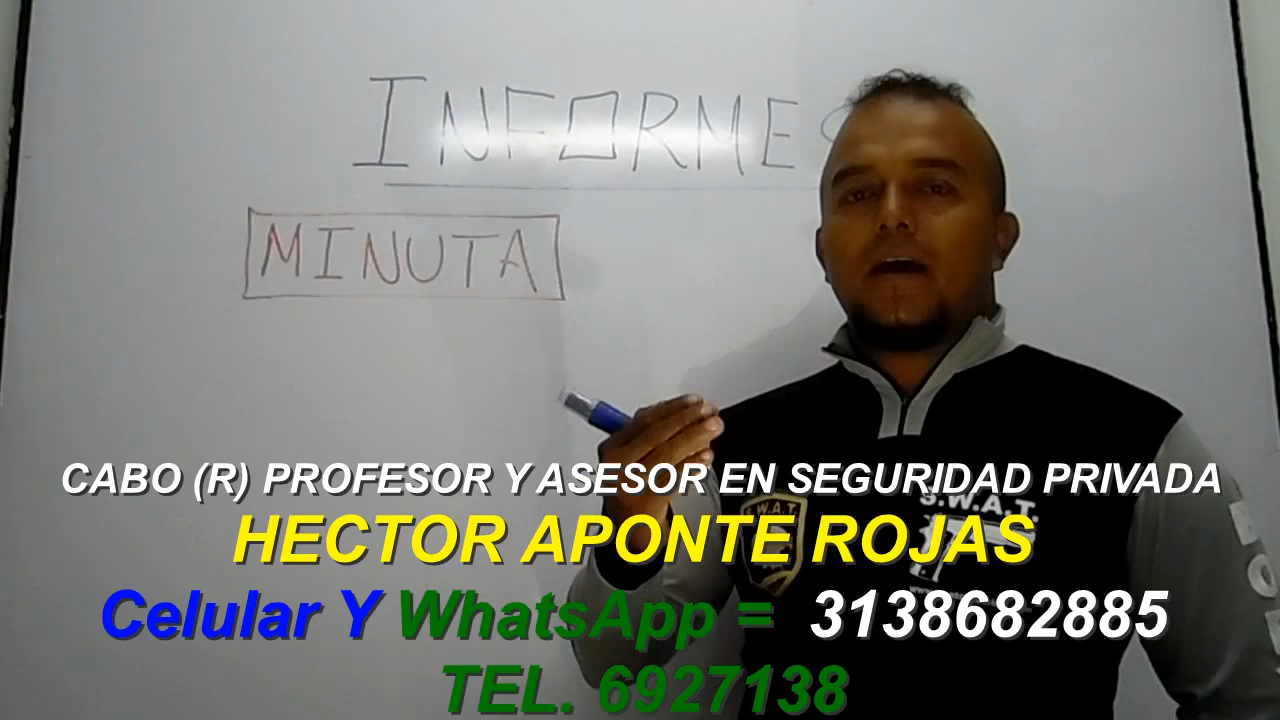 INFORMES
MINUTA
CABO (R) PROFESOR Y ASESOR EN SEGURIDAD PRIVADA
S.W.A.T.
S.W.A.T.
HECTOR APONTE ROJAS
Celular Y WhatsApp = 3138682885
TEL. 6927138